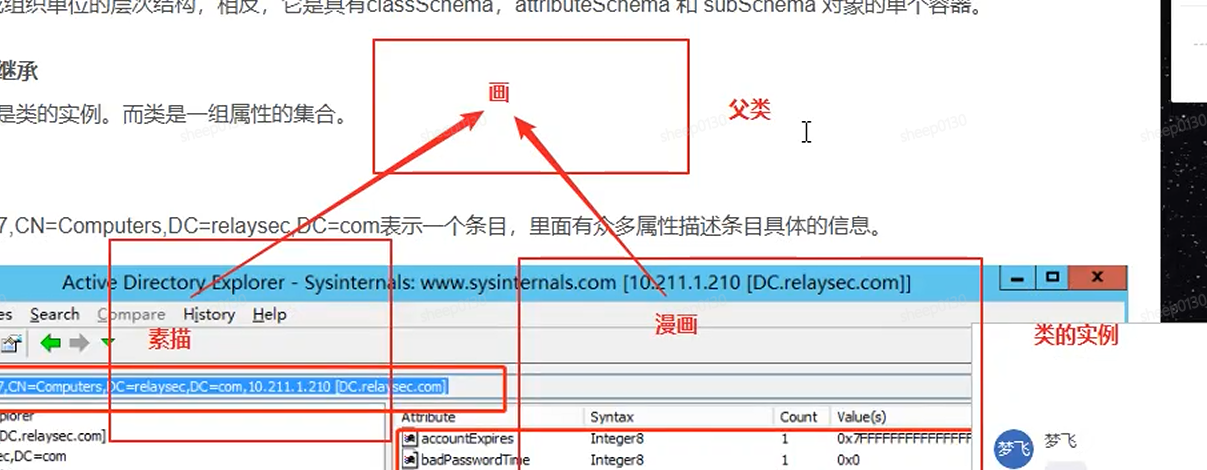 组织单位的层次结构，相反，它是具有classSchema，attributeSchema 和 subSchema 对象的单个容器。
继承
画
父类
是类的实例。而类是一组属性的集合。
sheep0130 sheep0130 sheep0130 sheep0130 sheep0130
7,CN=Computers,DC=relaysec,DC=com表示一个条目，里面有众多属性描述条目具体的信息。
Active Directory Explorer - Sysinternals: www.sysinternals.com [10.211.1.210 [DC.relaysec.com]]
es Search Compare History Help
素描
漫画
类的实例
7,CN=Computers,DC=relaysec,DC=com,10.211.1.210 [DC.relaysec.com]
plorer
Attribute Syntax Count Value(s)
DC.relaysec.com]
accountExpires Integer8 1 0x7FFFFFFFFFFFFFFF
梦飞 梦飞
ec,DC=com
badPasswordTime Integer8 1 0x0